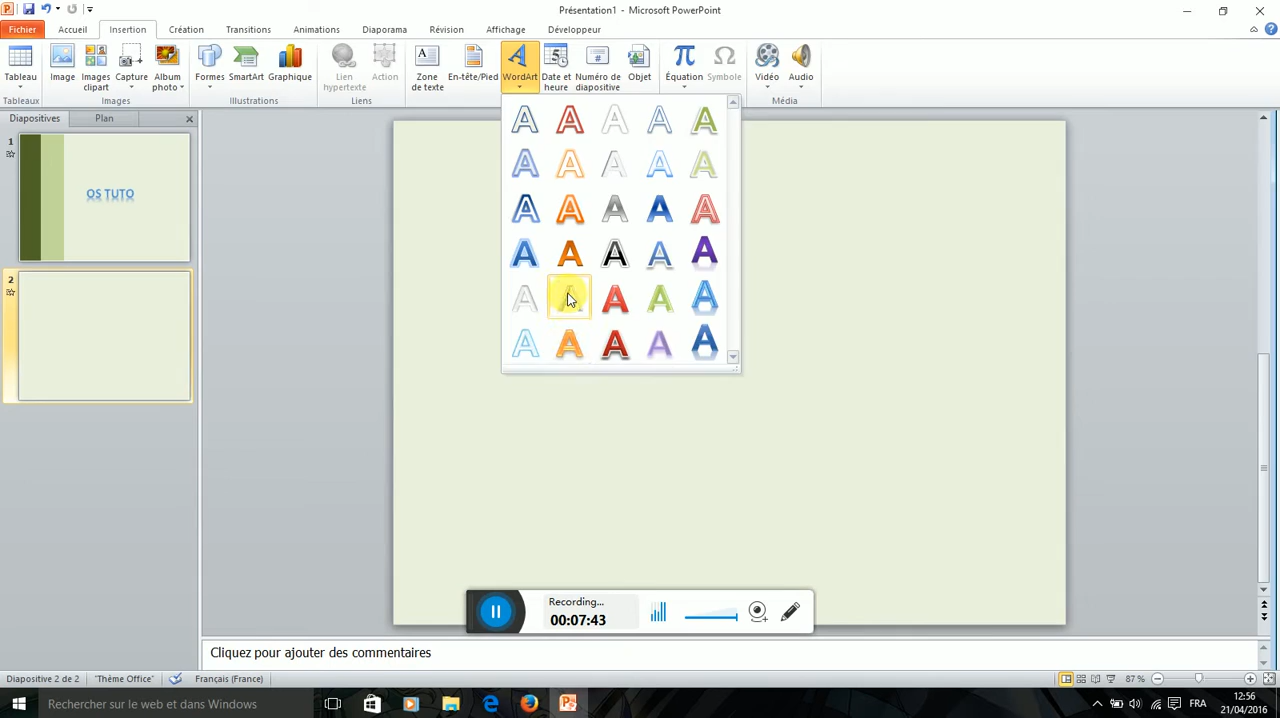 Présentation1 - Microsoft PowerPoint
Fichier Accueil Insertion Création Transitions Animations Diaporama Révision Affichage Développeur
Tableau
Image
Images clipart
Capture
Album photo
Formes
SmartArt
Graphique
Lien hypertexte
Action
Zone de texte
En-tête/Pied
WordArt
Date et heure
Numéro de diapositive
Objet
Équation
Symbole
Vidéo
Audio
Tableaux Images Illustrations Liens Média
Diapositives Plan
A A A A A
A A A A A
A A A A A
A A A A A
A A A A A
A A A A A
1
OS TUTO
2
Recording...
00:07:43
Cliquez pour ajouter des commentaires
Diapositive 2 de 2 "Thème Office" Français (France) 87 %
Rechercher sur le web et dans Windows
FRA
12:56
21/04/2016